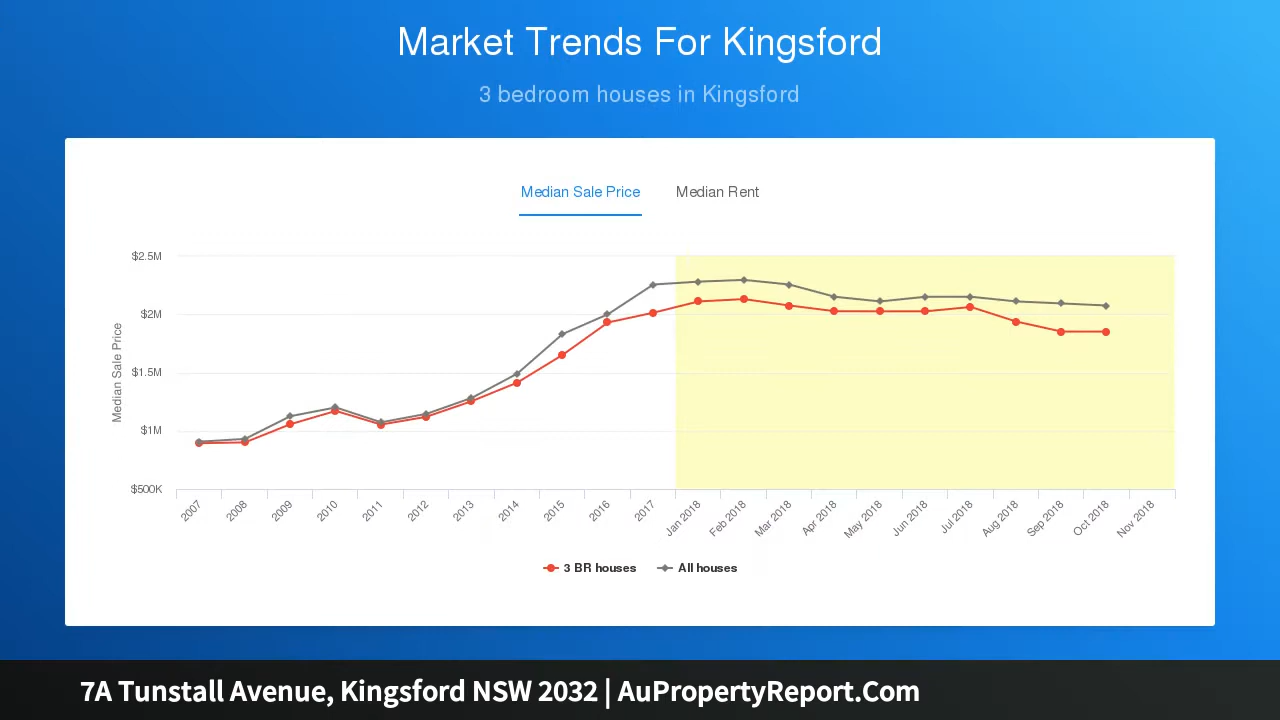 Market Trends For Kingsford
3 bedroom houses in Kingsford
Median Sale Price Median Rent
$2.5M
$2M
$1.5M
$1M
$500K
Median Sale Price
2007 2008 2009 2010 2011 2012 2013 2014 2015 2016 2017 Jan 2018 Feb 2018 Mar 2018 Apr 2018 May 2018 Jun 2018 Jul 2018 Aug 2018 Sep 2018 Oct 2018 Nov 2018
3 BR houses All houses
7A Tunstall Avenue, Kingsford NSW 2032 | AuPropertyReport.Com